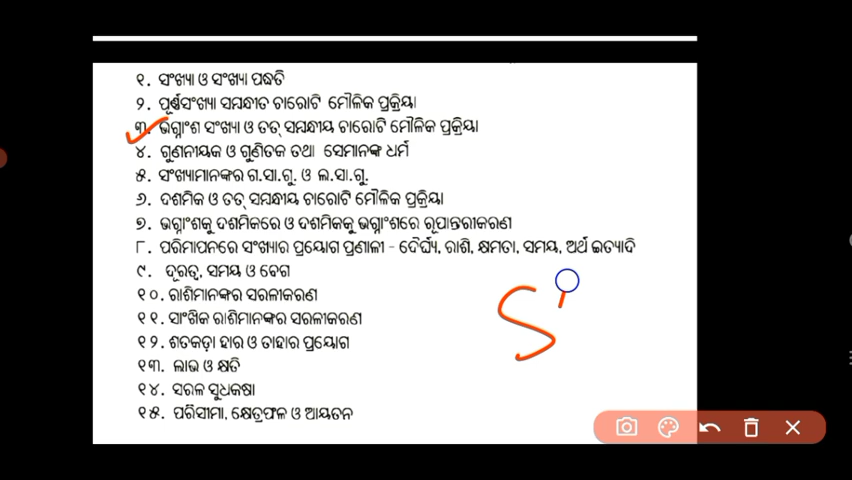 ୧. ସଂଖ୍ୟା ଓ ସଂଖ୍ୟା ପଦ୍ଧତି
୨. ପୂର୍ଣ୍ଣସଂଖ୍ୟା ସମ୍ବନ୍ଧୀତ ଚାରୋଟି ମୌଳିକ ପ୍ରକ୍ରିୟା
୩. ଭଗ୍ନାଂଶ ସଂଖ୍ୟା ଓ ତତ୍ ସମ୍ବନ୍ଧୀୟ ଚାରୋଟି ମୌଳିକ ପ୍ରକ୍ରିୟା
୪. ଗୁଣନୀୟକ ଓ ଗୁଣିତକ ତଥା ସେମାନଙ୍କ ଧର୍ମ
୫. ସଂଖ୍ୟାମାନଙ୍କର ଗ.ସା.ଗୁ. ଓ ଲ.ସା.ଗୁ.
୬. ଦଶମିକ ଓ ତତ୍ ସମ୍ବନ୍ଧୀୟ ଚାରୋଟି ମୌଳିକ ପ୍ରକ୍ରିୟା
୭. ଭଗ୍ନାଂଶକୁ ଦଶମିକରେ ଓ ଦଶମିକକୁ ଭଗ୍ନାଂଶରେ ରୂପାନ୍ତରୀକରଣ
୮. ପରିମାପନରେ ସଂଖ୍ୟାର ପ୍ରୟୋଗ ପ୍ରଣାଳୀ - ଦୈର୍ଘ୍ୟ, ରାଶି, କ୍ଷମତା, ସମୟ, ଅର୍ଥ ଇତ୍ୟାଦି
୯. ଦୂରତ୍ୱ, ସମୟ ଓ ବେଗ
୧୦. ରାଶିମାନଙ୍କର ସରଳୀକରଣ
୧୧. ସାଂଖିକ ରାଶିମାନଙ୍କର ସରଳୀକରଣ
୧୨. ଶତକଡ଼ା ହାର ଓ ତାହାର ପ୍ରୟୋଗ
୧୩. ଲାଭ ଓ କ୍ଷତି
୧୪. ସରଳ ସୁଧକଷା
୧୫. ପରିସୀମା, କ୍ଷେତ୍ରଫଳ ଓ ଆୟତନ
S